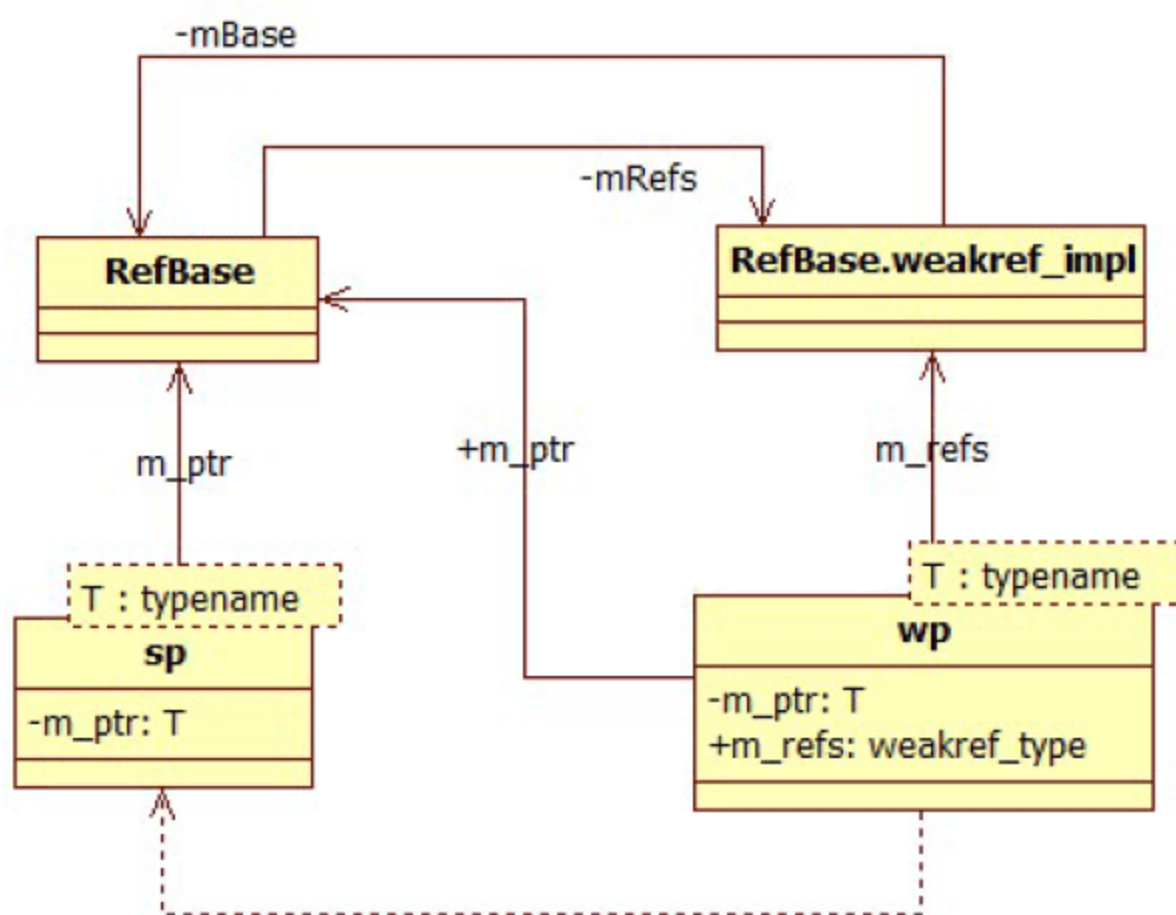 -mBase
-mRefs
RefBase
RefBase.weakref_impl
m_ptr
+m_ptr
m_refs
T : typename
sp
-m_ptr: T
T : typename
wp
-m_ptr: T
+m_refs: weakref_type